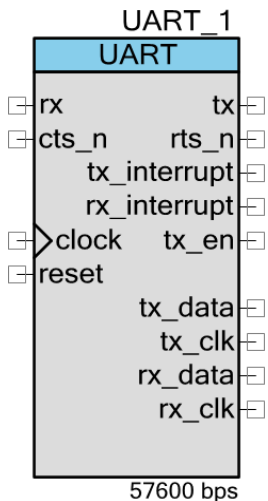 UART_1
UART
rx tx
cts_n rts_n
tx_interrupt
rx_interrupt
clock tx_en
reset
tx_data
tx_clk
rx_data
rx_clk
57600 bps